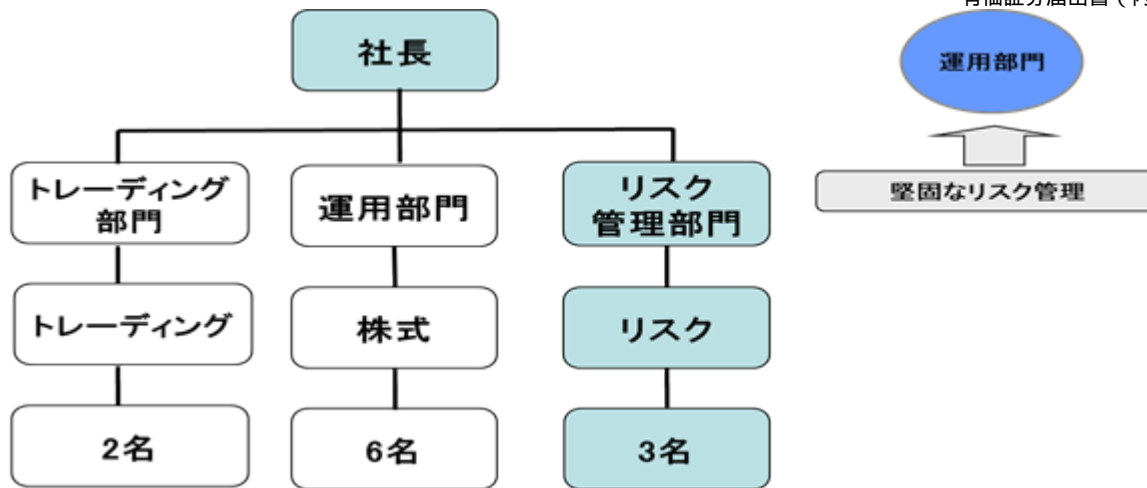 社長
トレーディング
部門
運用部門
リスク
管理部門
トレーディング
株式
リスク
2名
6名
3名
運用部門
堅固なリスク管理